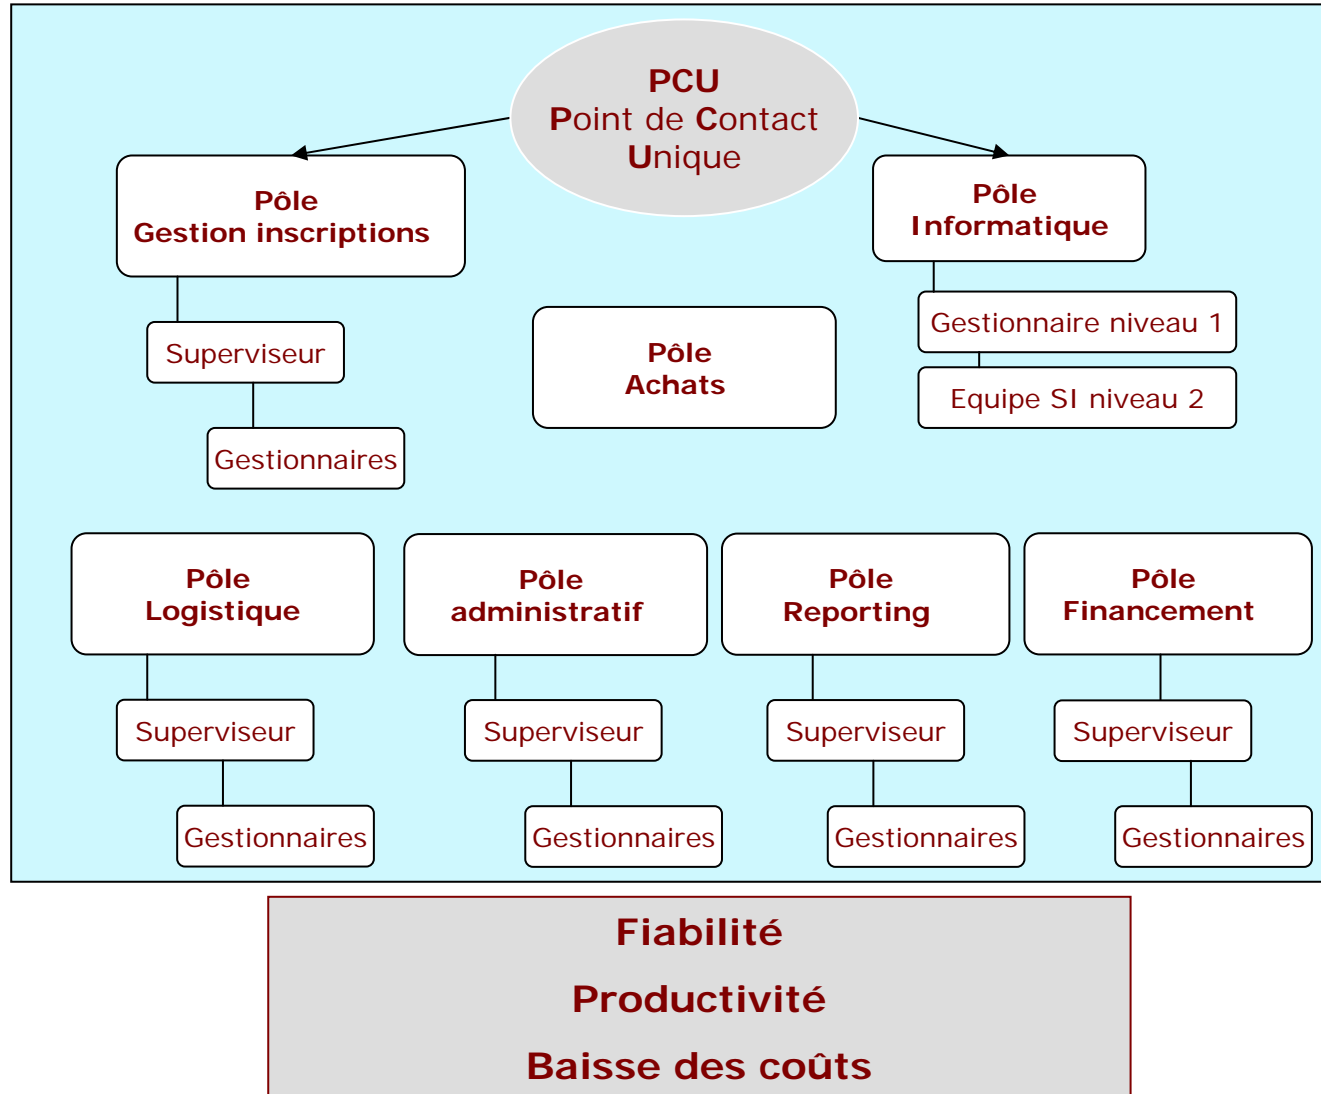 PCU
Point de Contact
Unique
Pôle
Gestion inscriptions
Pôle
Informatique
Superviseur
Gestionnaires
Pôle
Achats
Gestionnaire niveau 1
Equipe SI niveau 2
Pôle
Logistique
Superviseur
Gestionnaires
Pôle
administratif
Superviseur
Gestionnaires
Pôle
Reporting
Superviseur
Gestionnaires
Pôle
Financement
Superviseur
Gestionnaires
Fiabilité
Productivité
Baisse des coûts